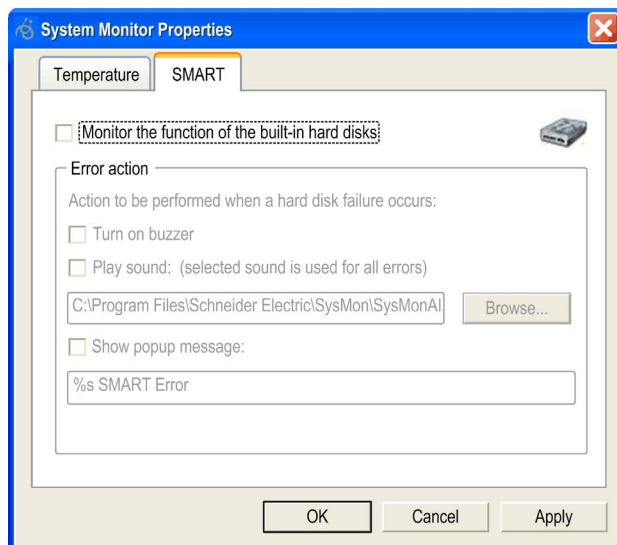 System Monitor Properties
Temperature
SMART
Monitor the function of the built-in hard disks
Error action
Action to be performed when a hard disk failure occurs:
Turn on buzzer
Play sound: (selected sound is used for all errors)
C:\Program Files\Schneider Electric\SysMon\SysMonAl
Browse...
Show popup message:
%s SMART Error
OK
Cancel
Apply